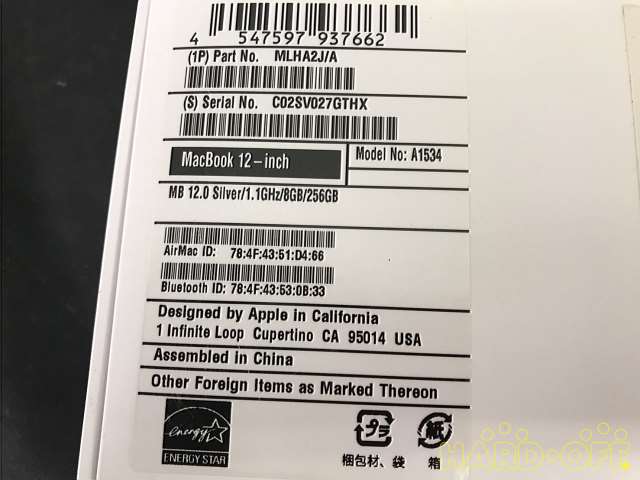 4 547597 937662
(1P) Part No. MLHA2J/A
(S) Serial No. C02SV027GTHX
MacBook 12-inch
Model No: A1534
MB 12.0 Silver/1.1GHz/8GB/256GB
AirMac ID: 78:4F:43:51:D4:66
Bluetooth ID: 78:4F:43:53:0B:33
Designed by Apple in California
1 Infinite Loop Cupertino CA 95014 USA
Assembled in China
Other Foreign Items as Marked Thereon
energy
ENERGY STAR
プラ
紙
梱包材、袋
箱
HARD-OFF